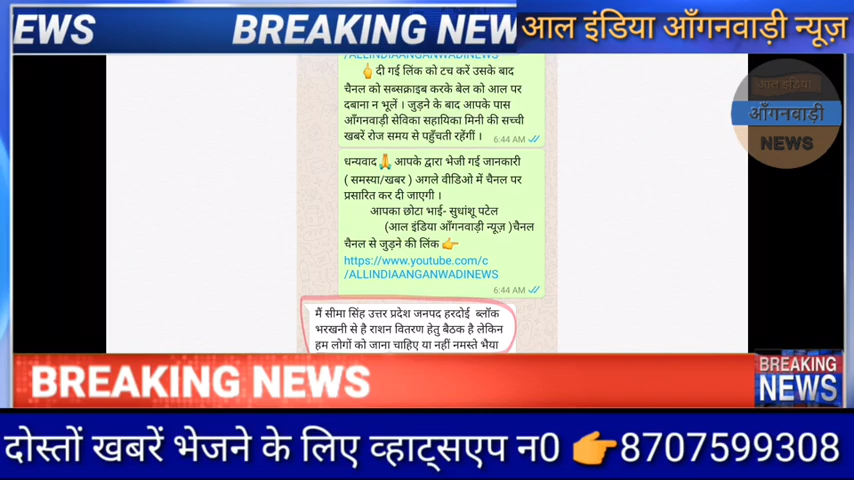 EWS BREAKING NEW
आल इंडिया आँगनवाड़ी न्यूज़
/ALLINDIAANGANWADINEWS
👆दी गई लिंक को टच करें उसके बाद
चैनल को सब्सक्राइब करके बेल को आल पर
दबाना न भूलें । जुड़ने के बाद आपके पास
आँगनवाड़ी सेविका सहायिका मिनी की सच्ची
खबरें रोज समय से पहुँचती रहेंगीं ।
6:44 AM
आल इंडिया
आँगनवाड़ी
NEWS
धन्यवाद🙏आपके द्वारा भेजी गई जानकारी
( समस्या/खबर ) अगले वीडियो में चैनल पर
प्रसारित कर दी जाएगी ।
आपका छोटा भाई- सुधांशू पटेल
(आल इंडिया आँगनवाड़ी न्यूज़ )चैनल
चैनल से जुड़ने की लिंक 👉
https://www.youtube.com/c
/ALLINDIAANGANWADINEWS
6:44 AM
मैं सीमा सिंह उत्तर प्रदेश जनपद हरदोई ब्लॉक
भरखनी से है राशन वितरण हेतु बैठक है लेकिन
हम लोगों को जाना चाहिए या नहीं नमस्ते भैया
BREAKING NEWS
BREAKING
NEWS
दोस्तों खबरें भेजने के लिए व्हाट्सएप न0 👉8707599308